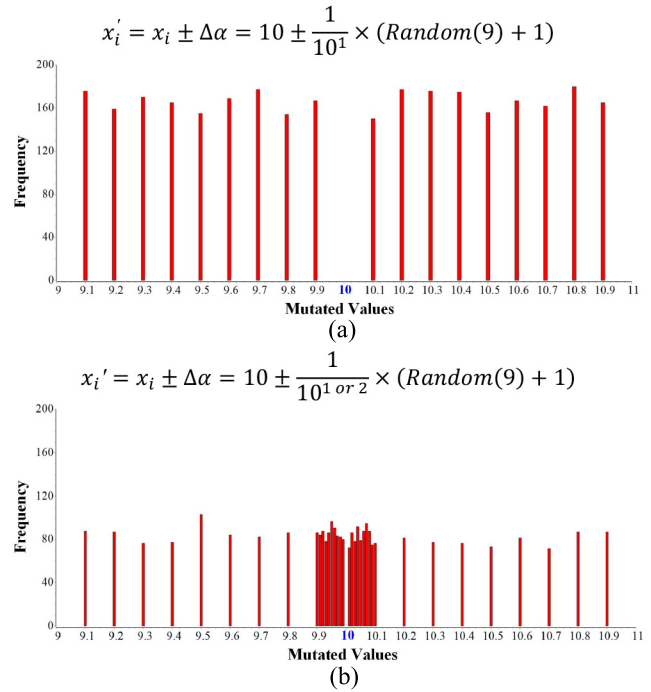 x_i' = x_i ± Δα = 10 ± 1/10^1 × (Random(9) + 1)
200
160
120
80
40
0
Frequency
9 9.1 9.2 9.3 9.4 9.5 9.6 9.7 9.8 9.9 10 10.1 10.2 10.3 10.4 10.5 10.6 10.7 10.8 10.9 11
Mutated Values
(a)
x_i' = x_i ± Δα = 10 ± 1/10^{1 or 2} × (Random(9) + 1)
200
160
120
80
40
0
Frequency
9 9.1 9.2 9.3 9.4 9.5 9.6 9.7 9.8 9.9 10 10.1 10.2 10.3 10.4 10.5 10.6 10.7 10.8 10.9 11
Mutated Values
(b)